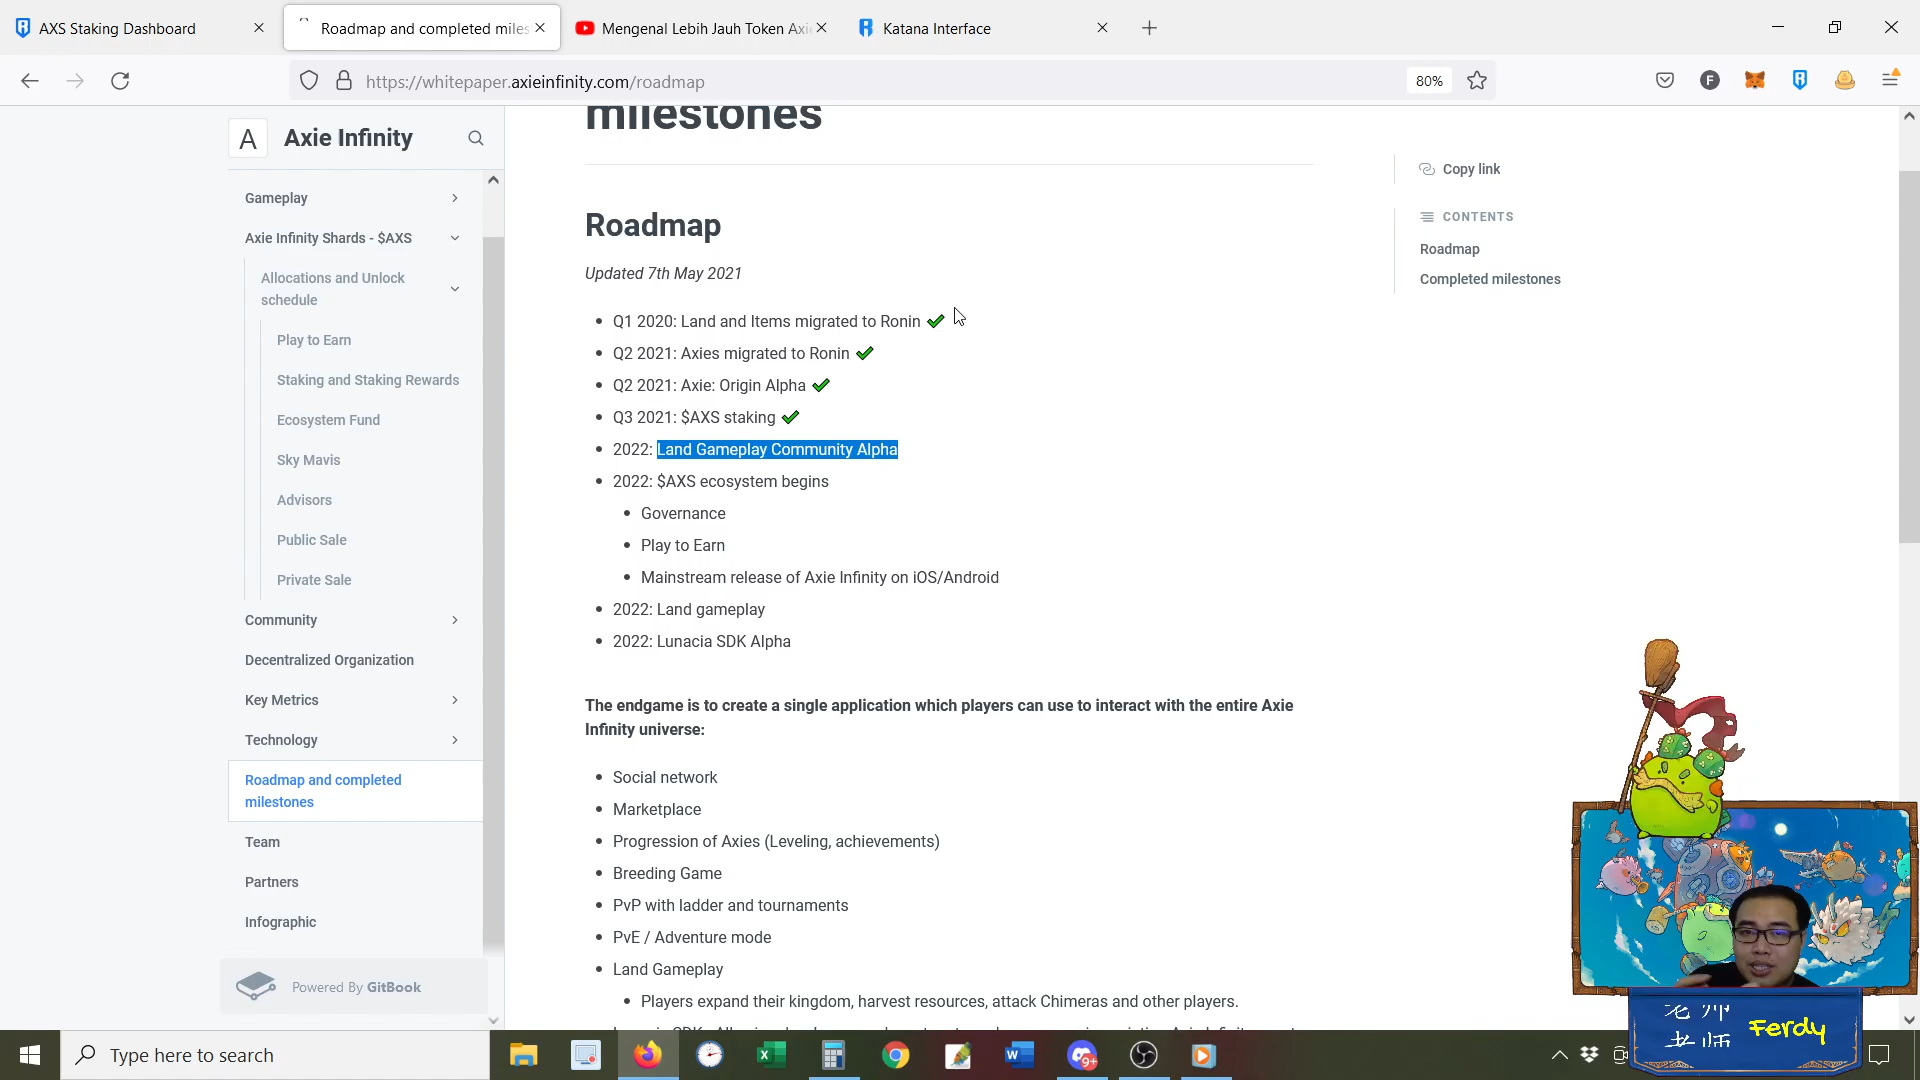 AXS Staking Dashboard
Roadmap and completed miles
Mengenal Lebih Jauh Token Axi
Katana Interface
https://whitepaper.axieinfinity.com/roadmap
80%
F
A
Axie Infinity
Gameplay
Axie Infinity Shards - $AXS
Allocations and Unlock
schedule
Play to Earn
Staking and Staking Rewards
Ecosystem Fund
Sky Mavis
Advisors
Public Sale
Private Sale
Community
Decentralized Organization
Key Metrics
Technology
Roadmap and completed
milestones
Team
Partners
Infographic
Powered By GitBook
milestones
Roadmap
Updated 7th May 2021
Q1 2020: Land and Items migrated to Ronin
Q2 2021: Axies migrated to Ronin
Q2 2021: Axie: Origin Alpha
Q3 2021: $AXS staking
2022: Land Gameplay Community Alpha
2022: $AXS ecosystem begins
Governance
Play to Earn
Mainstream release of Axie Infinity on iOS/Android
2022: Land gameplay
2022: Lunacia SDK Alpha
The endgame is to create a single application which players can use to interact with the entire Axie
Infinity universe:
Social network
Marketplace
Progression of Axies (Leveling, achievements)
Breeding Game
PvP with ladder and tournaments
PvE / Adventure mode
Land Gameplay
Players expand their kingdom, harvest resources, attack Chimeras and other players.
Copy link
CONTENTS
Roadmap
Completed milestones
老师
老师
Ferdy
Type here to search
9+